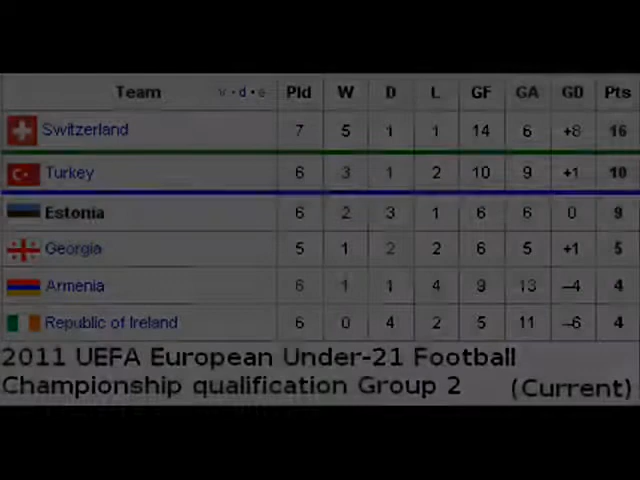 Team v · d · e Pld W D L GF GA GD Pts
Switzerland 7 5 1 1 14 6 +8 16
Turkey 6 3 1 2 10 9 +1 10
Estonia 6 2 3 1 6 6 0 9
Georgia 5 1 2 2 6 5 +1 5
Armenia 6 1 1 4 9 13 –4 4
Republic of Ireland 6 0 4 2 5 11 –6 4
2011 UEFA European Under-21 Football
Championship qualification Group 2 (Current)